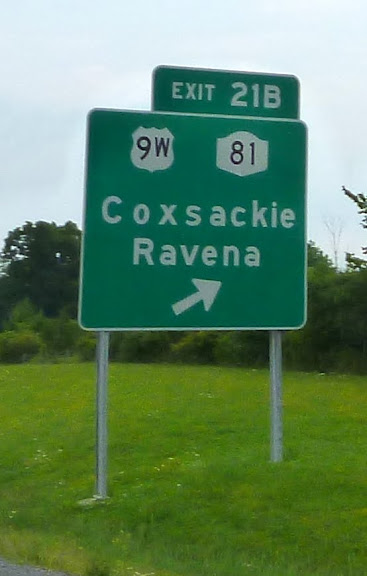 EXIT 21B
9W 81
Coxsackie
Ravena